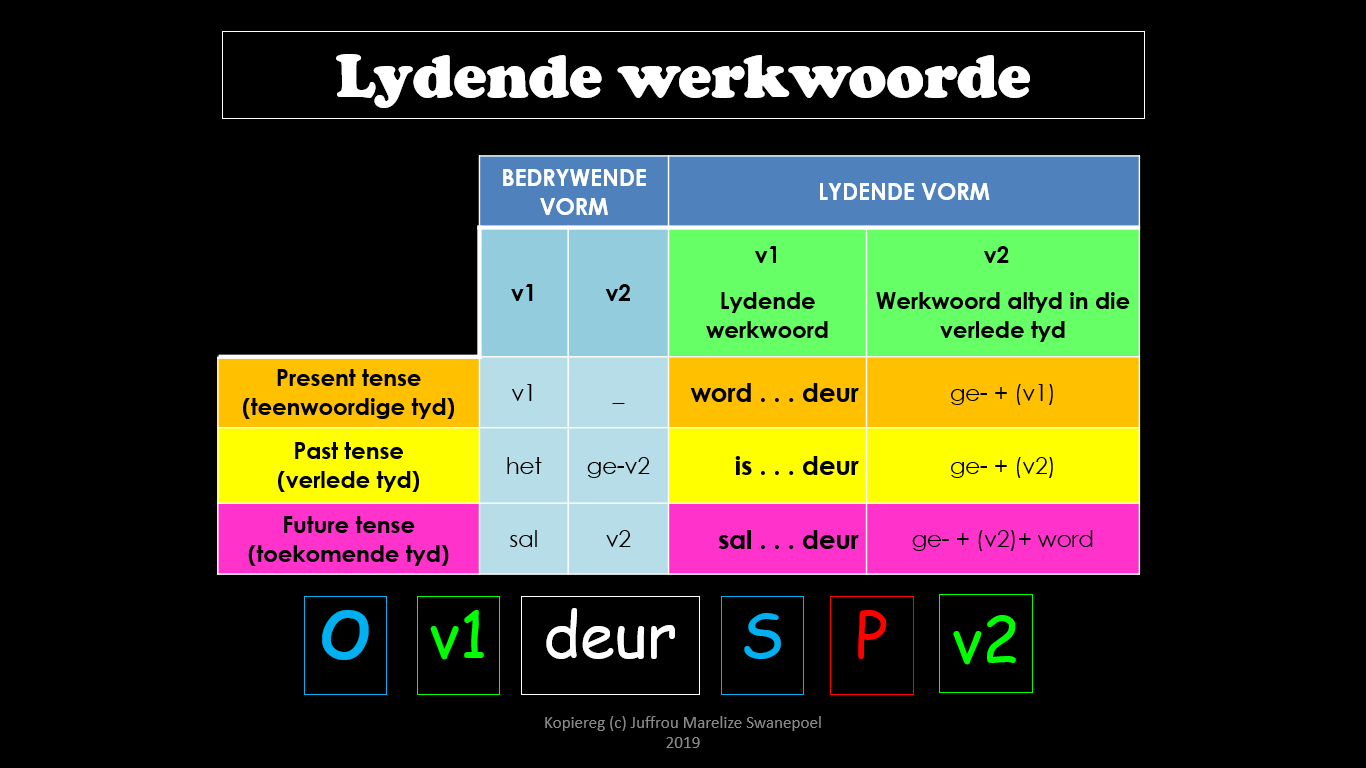 Lydende werkwoorde
BEDRYWENDE
VORM
LYDENDE VORM
v1
v2
v1
Lydende
werkwoord
v2
Werkwoord altyd in die
verlede tyd
Present tense
(teenwoordige tyd)
v1
_
word . . . deur
ge- + (v1)
Past tense
(verlede tyd)
het
ge-v2
is . . . deur
ge- + (v2)
Future tense
(toekomende tyd)
sal
v2
sal . . . deur
ge- + (v2)+ word
O v1 deur S P v2
Kopiereg (c) Juffrou Marelize Swanepoel
2019